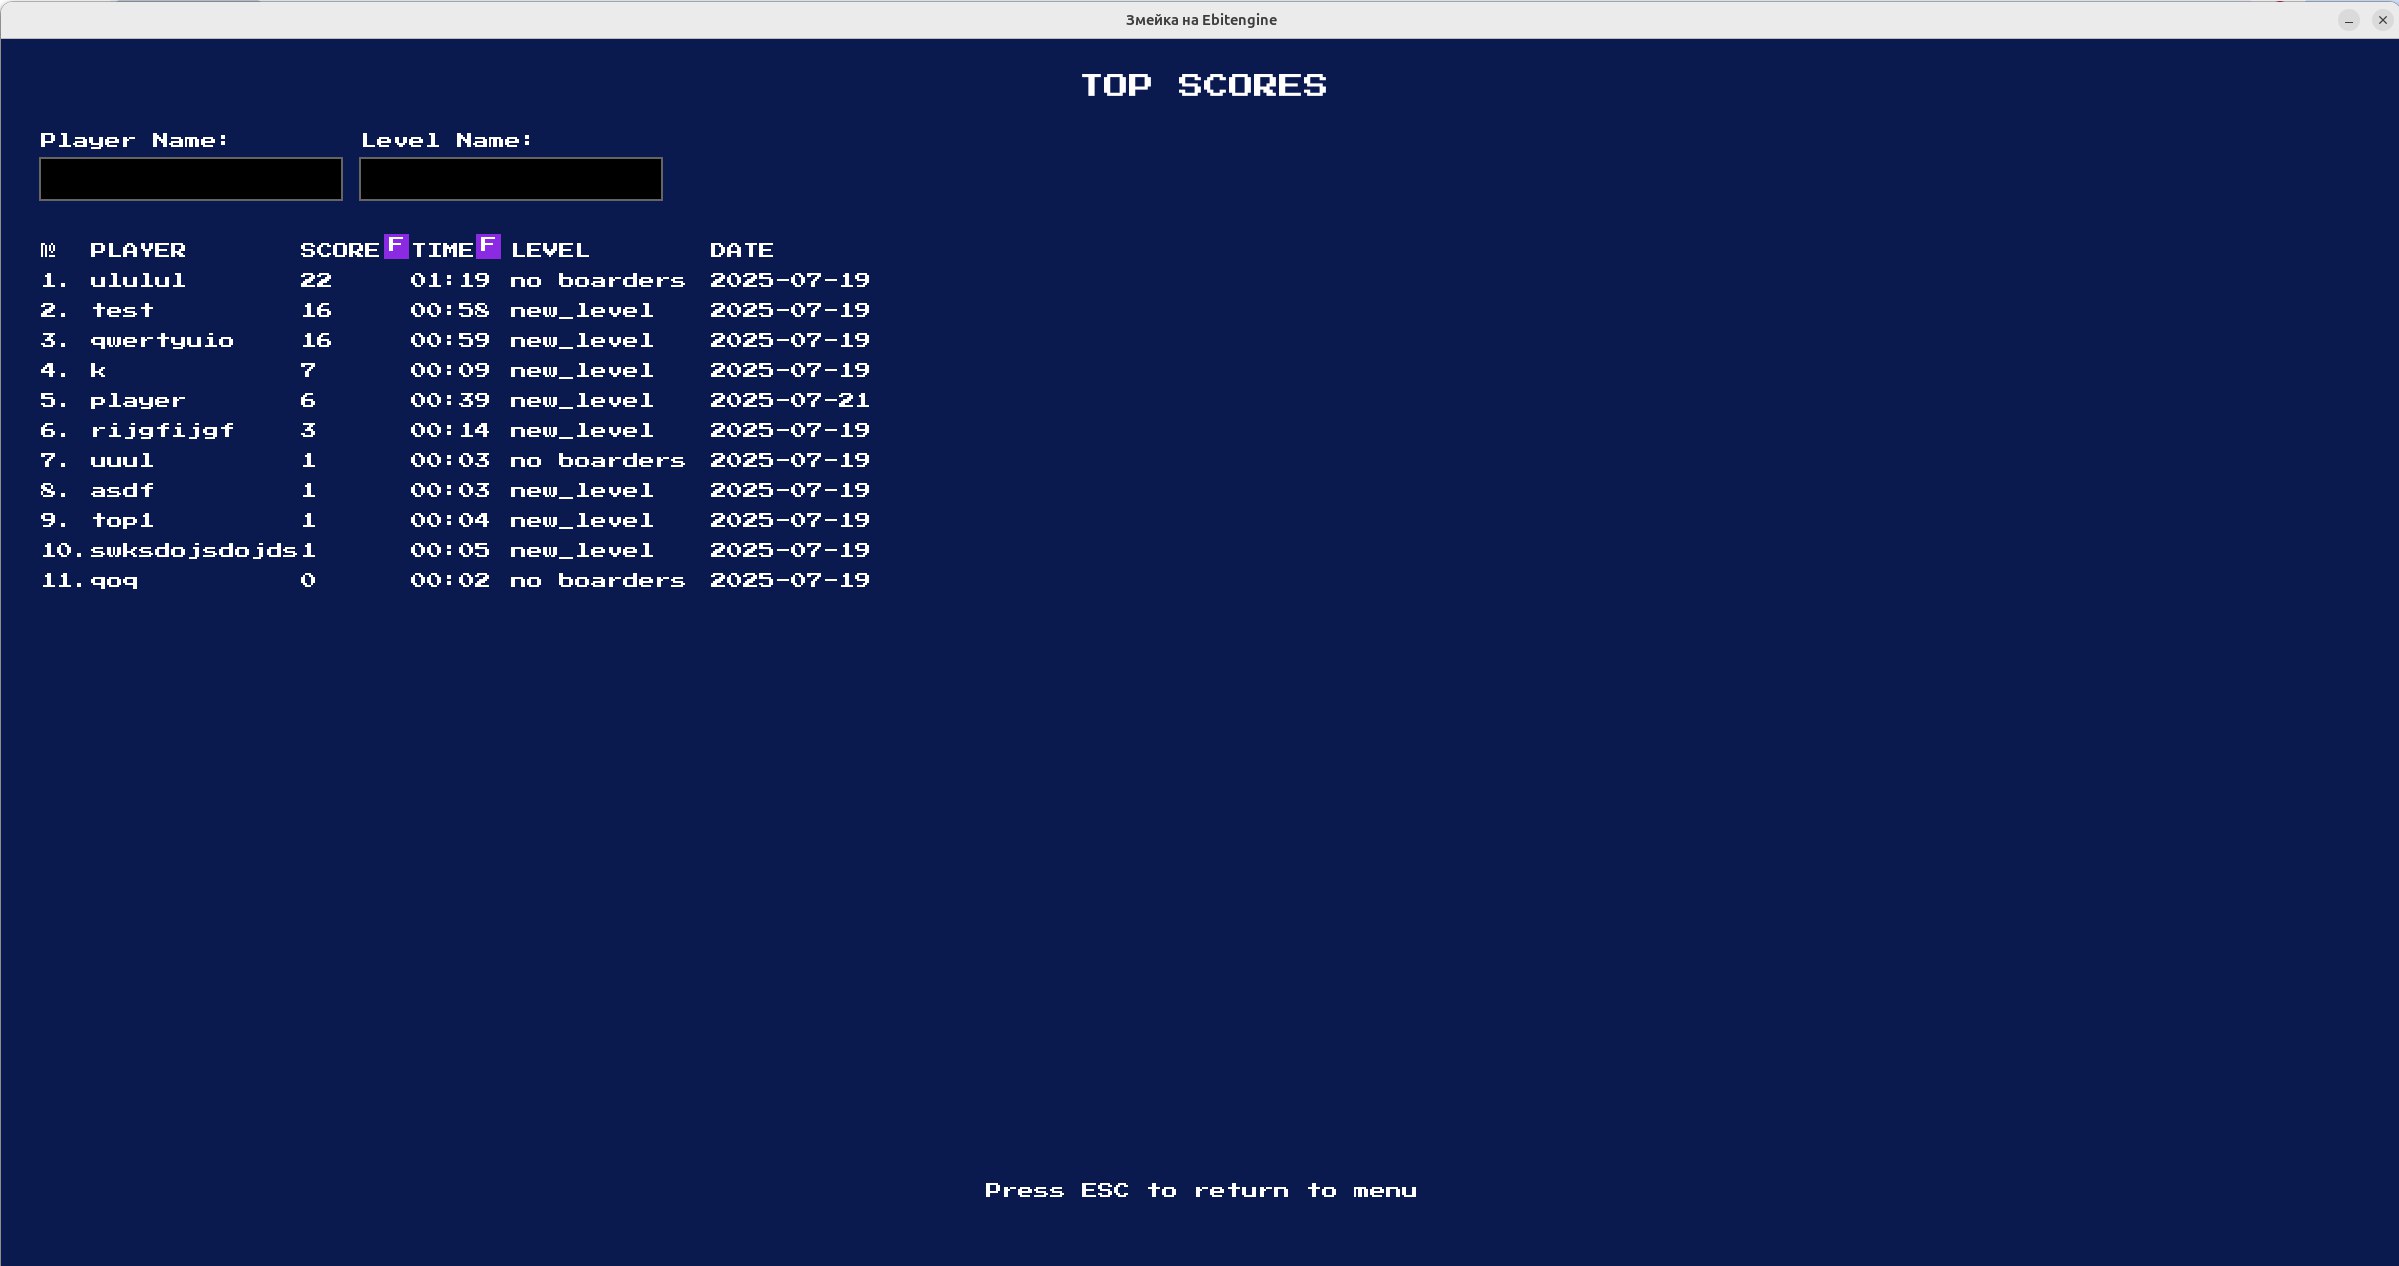 Змейка на Ebitengine
TOP SCORES
Player Name: Level Name:
№ PLAYER SCORE F TIME F LEVEL DATE
1. ululul 22 01:19 no boarders 2025-07-19
2. test 16 00:58 new_level 2025-07-19
3. qwertyuio 16 00:59 new_level 2025-07-19
4. k 7 00:09 new_level 2025-07-19
5. player 6 00:39 new_level 2025-07-21
6. rijgfijgf 3 00:14 new_level 2025-07-19
7. uuul 1 00:03 no boarders 2025-07-19
8. asdf 1 00:03 new_level 2025-07-19
9. top1 1 00:04 new_level 2025-07-19
10. swksdojsdojds 1 00:05 new_level 2025-07-19
11. qoq 0 00:02 no boarders 2025-07-19
Press ESC to return to menu